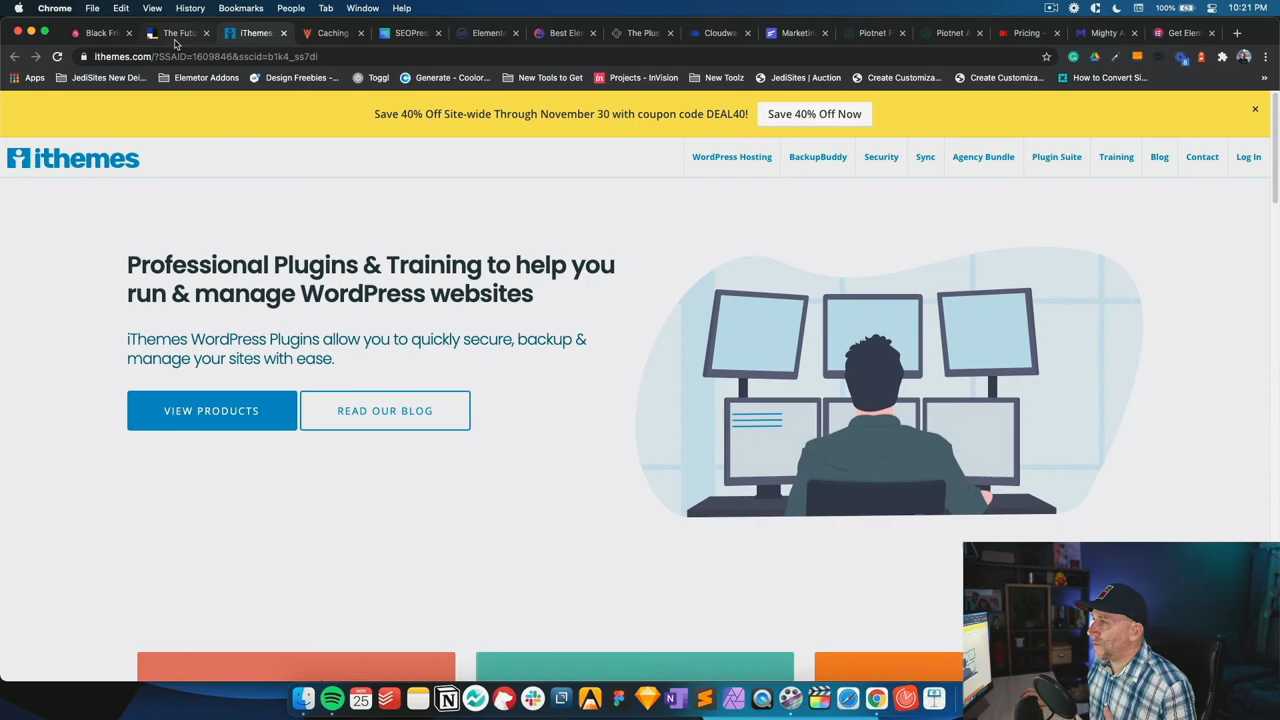 Chrome File Edit View History Bookmarks People Tab Window Help 100% 10:21 PM
Black Fri The Futu iThemes: Caching SEOPres Elemento Best Elem The Plus Cloudwa Marketin Piotnet F Piotnet A Pricing - Mighty A Get Elem
ithemes.com/?SSAID=1609846&sscid=b1k4_ss7di
Apps JediSites New Dei... Elemetor Addons Design Freebies -... Toggl Generate - Coolor... New Tools to Get Projects - InVision New Toolz JediSites | Auction Create Customiza... Create Customiza... How to Convert Si... »
Save 40% Off Site-wide Through November 30 with coupon code DEAL40! Save 40% Off Now
ithemes
WordPress Hosting BackupBuddy Security Sync Agency Bundle Plugin Suite Training Blog Contact Log In
Professional Plugins & Training to help you
run & manage WordPress websites
iThemes WordPress Plugins allow you to quickly secure, backup &
manage your sites with ease.
VIEW PRODUCTS READ OUR BLOG
NOV
25